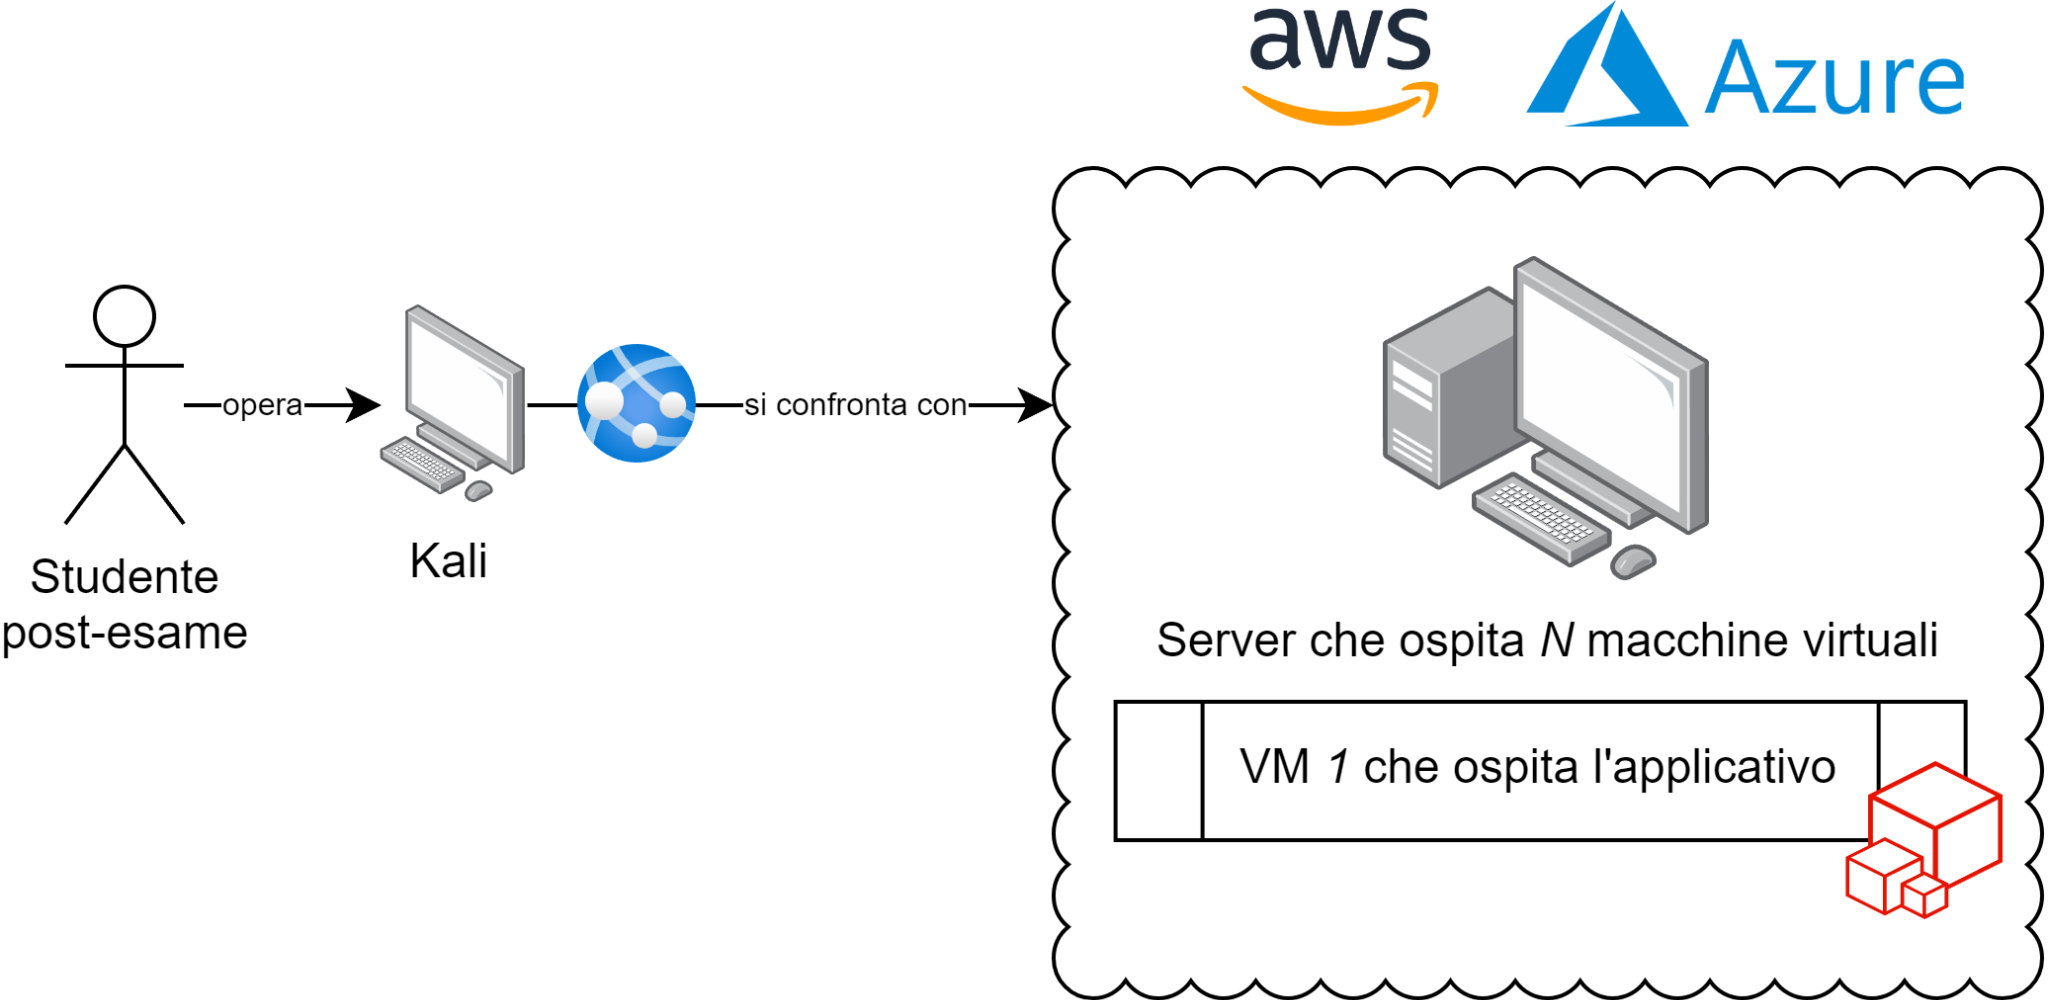 aws
Azure
opera
si confronta con
Kali
Studente
post-esame
Server che ospita N macchine virtuali
VM 1 che ospita l'applicativo